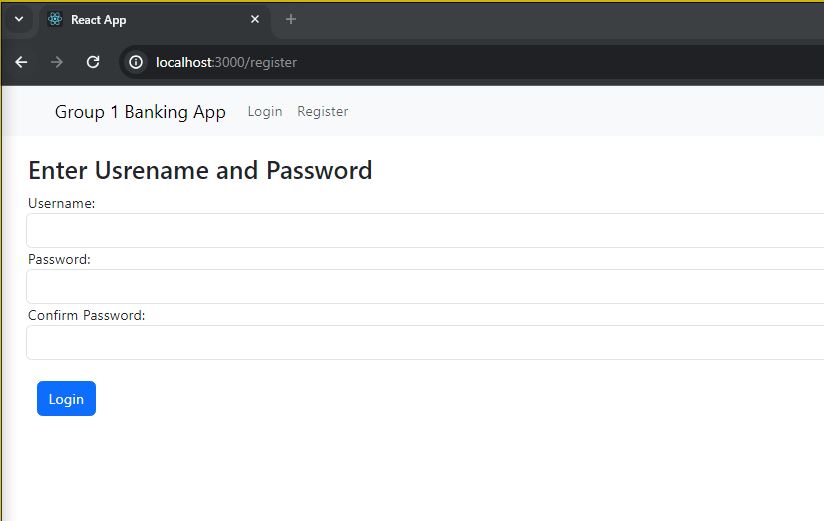 React App
localhost:3000/register
Group 1 Banking App Login Register
Enter Usrename and Password
Username:
Password:
Confirm Password:
Login